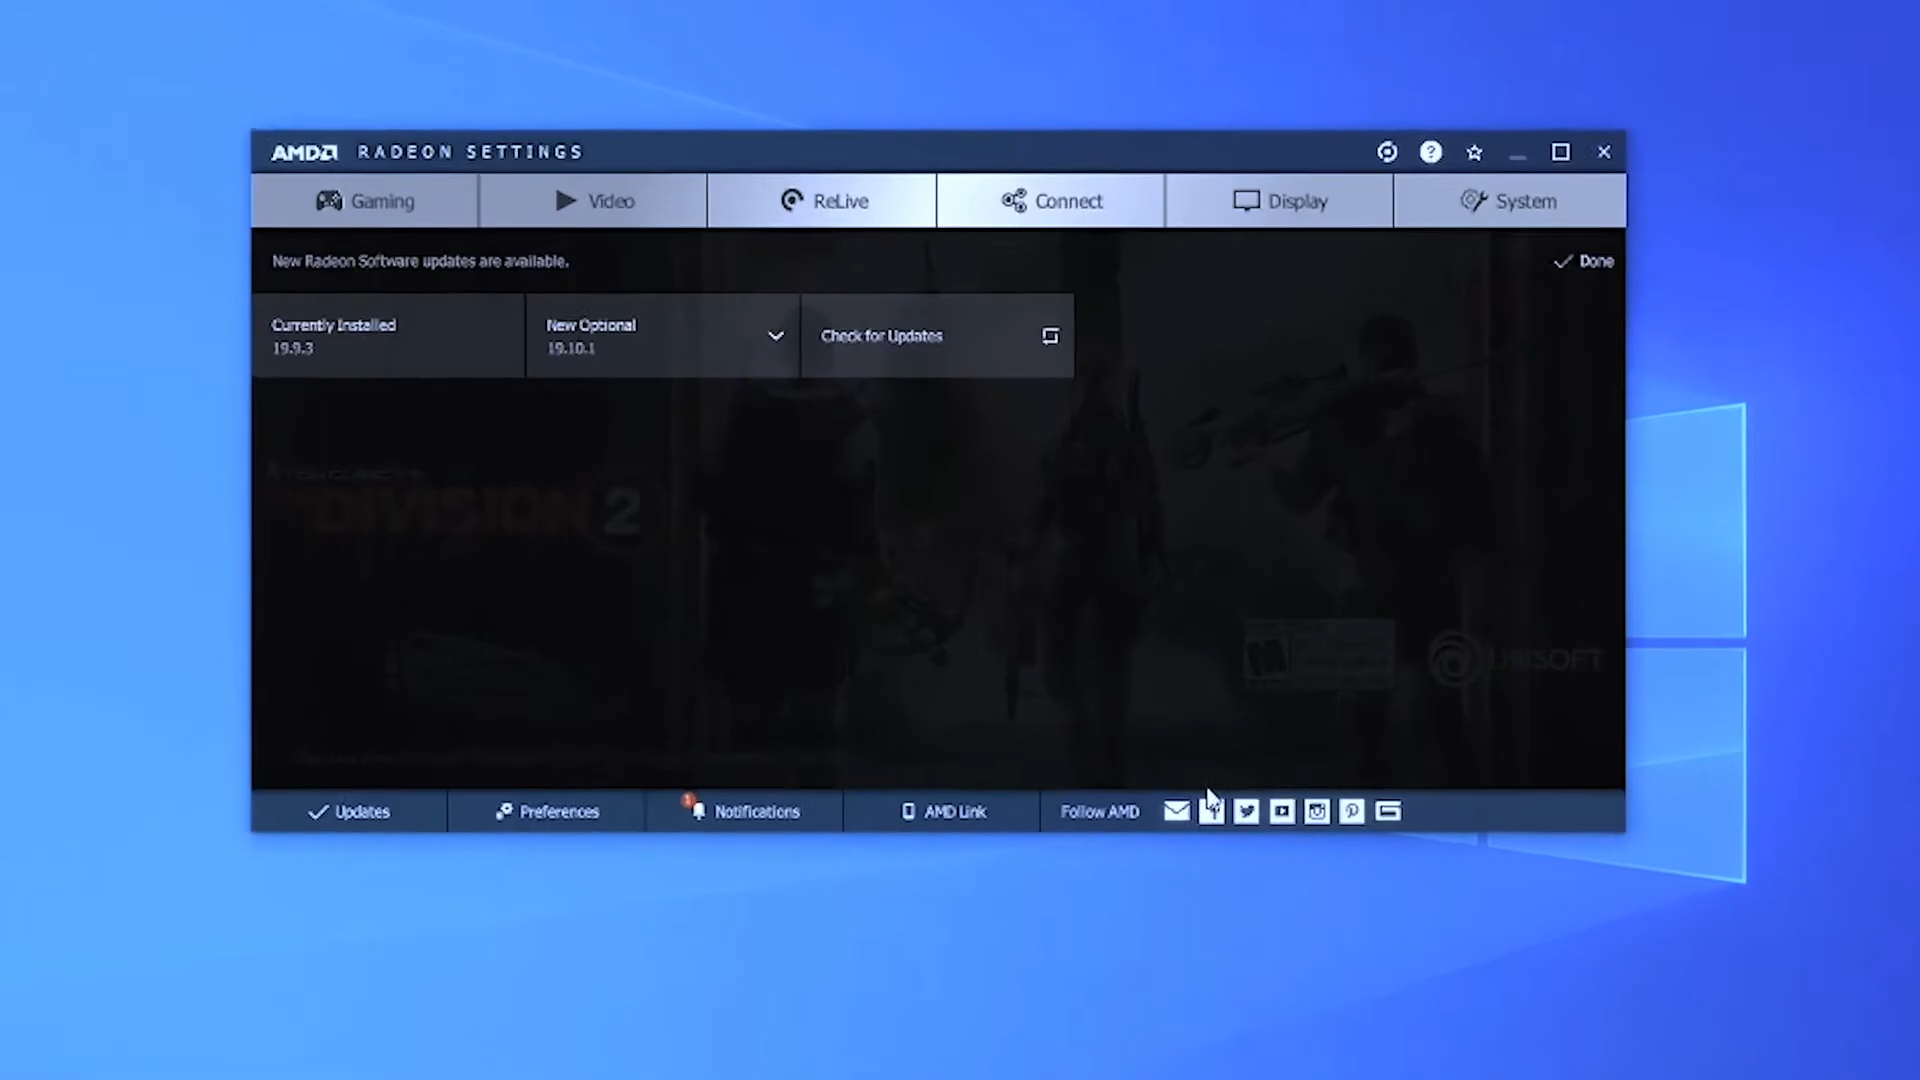 AMD RADEON SETTINGS
Gaming
Video
ReLive
Connect
Display
System
New Radeon Software updates are available.
Done
Currently Installed
19.9.3
New Optional
19.10.1
Check for Updates
DIVISION 2
UBISOFT
Updates
Preferences
1
Notifications
AMD Link
Follow AMD